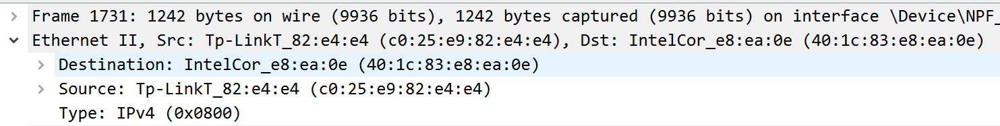 Frame 1731: 1242 bytes on wire (9936 bits), 1242 bytes captured (9936 bits) on interface \Device\NPF_
Ethernet II, Src: Tp-LinkT_82:e4:e4 (c0:25:e9:82:e4:e4), Dst: IntelCor_e8:ea:0e (40:1c:83:e8:ea:0e)
Destination: IntelCor_e8:ea:0e (40:1c:83:e8:ea:0e)
Source: Tp-LinkT_82:e4:e4 (c0:25:e9:82:e4:e4)
Type: IPv4 (0x0800)